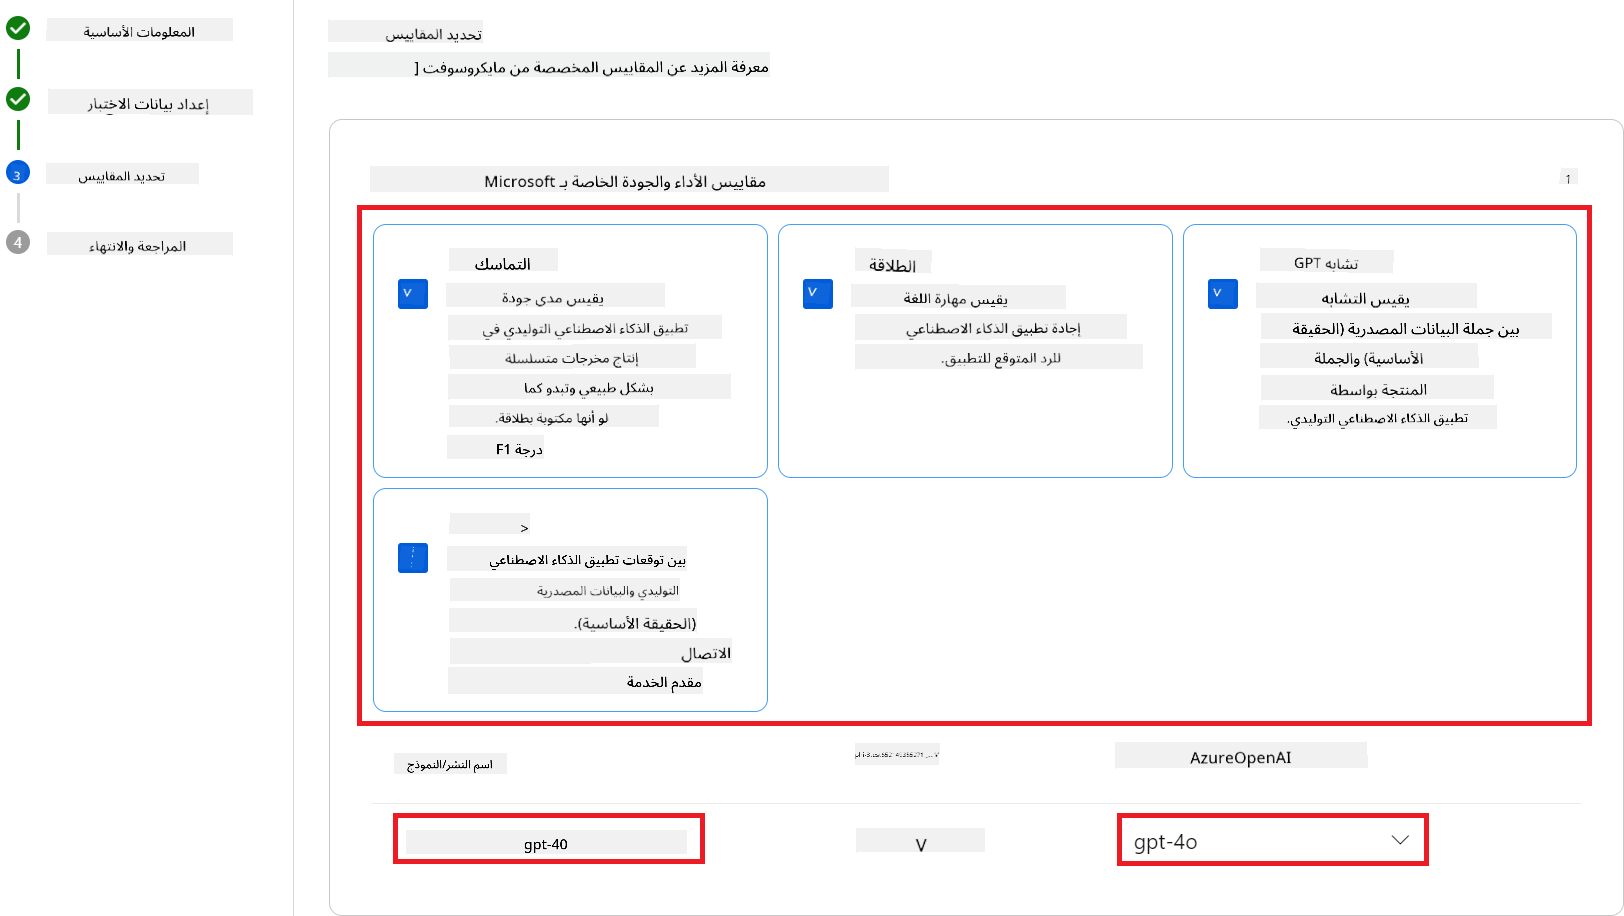 المعلومات الأساسية
إعداد بيانات الاختبار
3
تحديد المقاييس
4
المراجعة والانتهاء
تحديد المقاييس
معرفة المزيد عن المقاييس المخصصة من مايكروسوفت [
مقاييس الأداء والجودة الخاصة بـ Microsoft
1
التماسك
يقيس مدى جودة
تطبيق الذكاء الاصطناعي التوليدي في
إنتاج مخرجات متسلسلة
بشكل طبيعي وتبدو كما
لو أنها مكتوبة بطلاقة.
درجة F1
الطلاقة
يقيس مهارة اللغة
إجادة تطبيق الذكاء الاصطناعي
للرد المتوقع للتطبيق.
تشابه GPT
يقيس التشابه
بين جملة البيانات المصدرية (الحقيقة
الأساسية) والجملة
المنتجة بواسطة
تطبيق الذكاء الاصطناعي التوليدي.
>
بين توقعات تطبيق الذكاء الاصطناعي
التوليدي والبيانات المصدرية
(الحقيقة الأساسية).
الاتصال
مقدم الخدمة
اسم النشر/النموذج
AzureOpenAI
gpt-40
V
gpt-4o